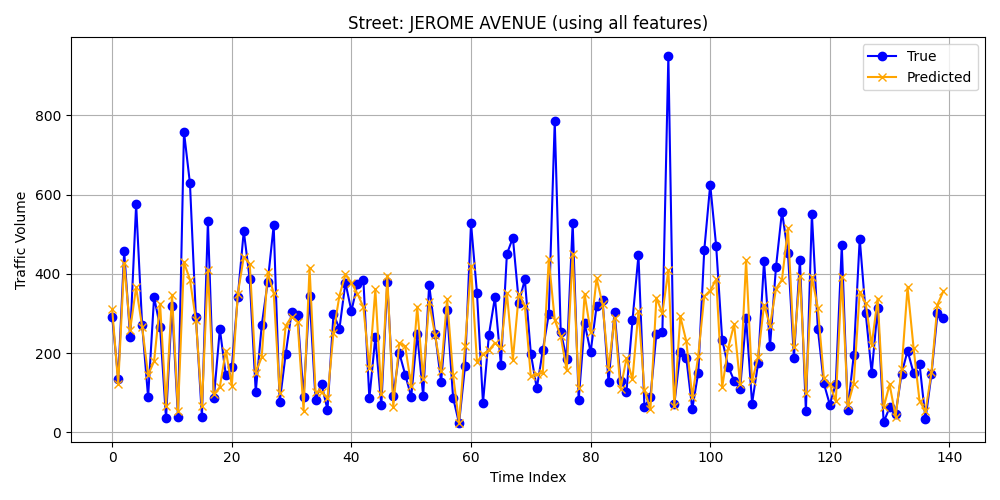 Street: JEROME AVENUE (using all features)
True
Predicted
Traffic Volume
800
600
400
200
0
0 20 40 60 80 100 120 140
Time Index